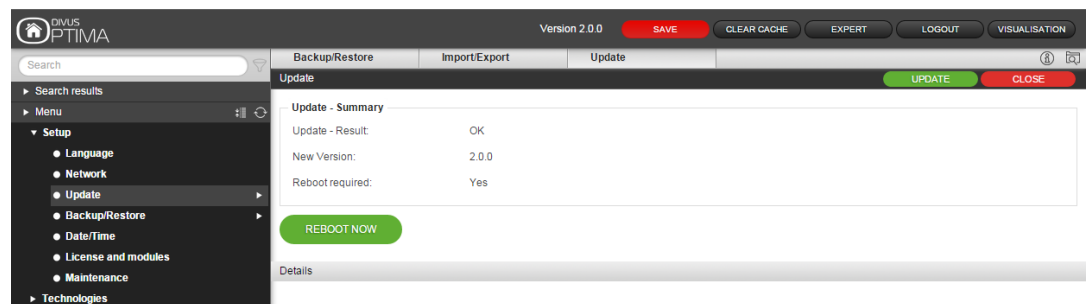 DIVUS
OPTIMA
Version 2.0.0
SAVE
CLEAR CACHE
EXPERT
LOGOUT
VISUALISATION
Search
Search results
Menu
Setup
Language
Network
Update
Backup/Restore
Date/Time
License and modules
Maintenance
Technologies
Backup/Restore
Import/Export
Update
Update
UPDATE
CLOSE
Update - Summary
Update - Result: OK
New Version: 2.0.0
Reboot required: Yes
REBOOT NOW
Details